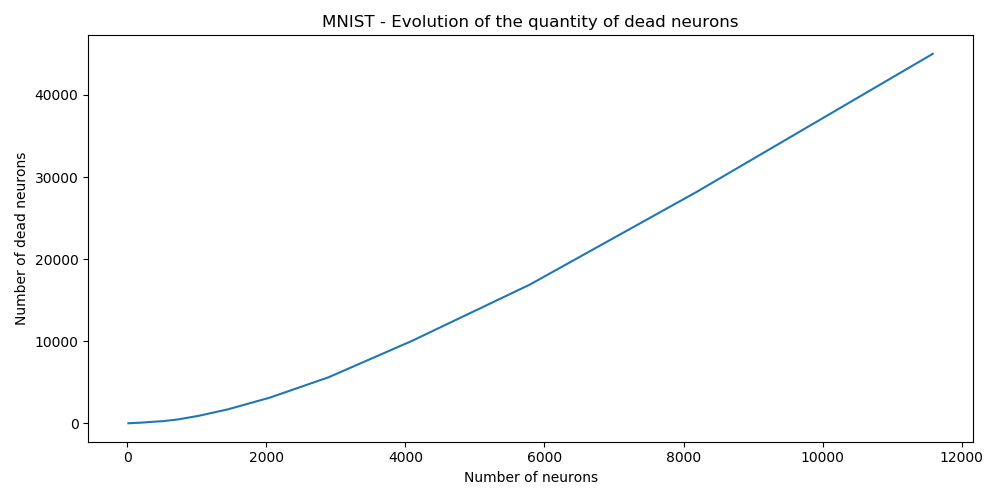 MNIST - Evolution of the quantity of dead neurons
40000
30000
20000
10000
0
Number of dead neurons
0 2000 4000 6000 8000 10000 12000
Number of neurons